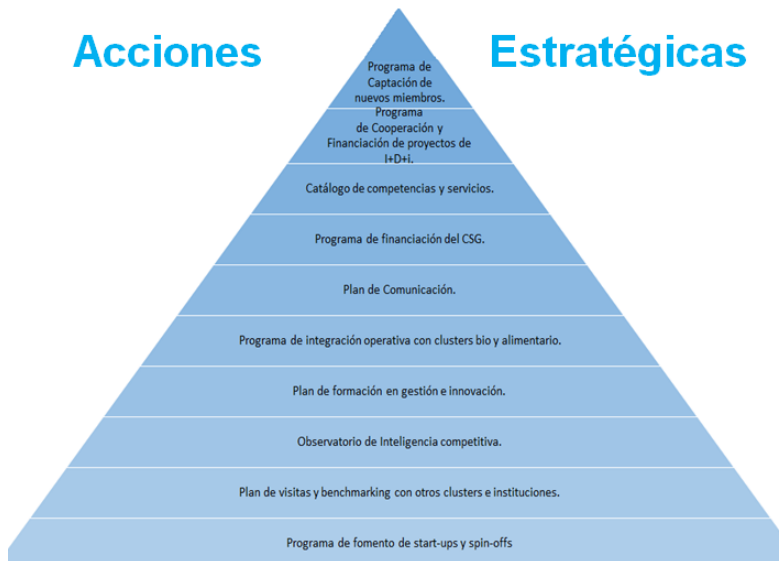 Acciones Estratégicas
Programa de
Captación de
nuevos miembros.
Programa
de Cooperación y
Financiación de proyectos de
I+D+i.
Catálogo de competencias y servicios.
Programa de financiación del CSG.
Plan de Comunicación.
Programa de integración operativa con clusters bio y alimentario.
Plan de formación en gestión e innovación.
Observatorio de Inteligencia competitiva.
Plan de visitas y benchmarking con otros clusters e instituciones.
Programa de fomento de start-ups y spin-offs